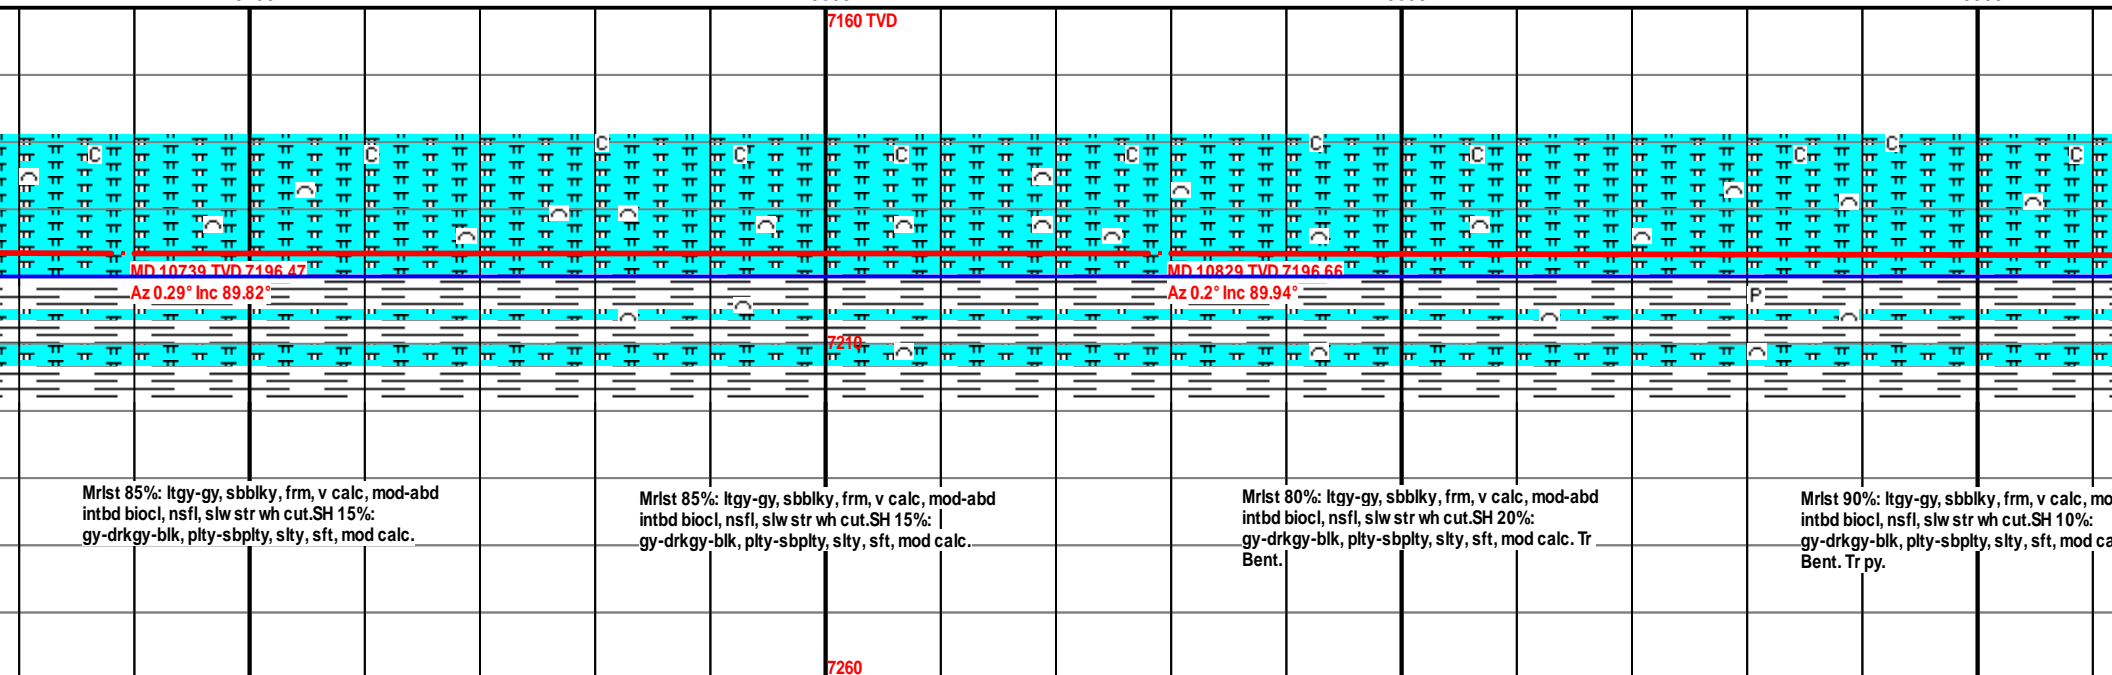 7160 TVD
C
C
C
C
C
C
C
C
C
C
C
MD 10739 TVD 7196.47
Az 0.29° Inc 89.82°
MD 10829 TVD 7196.66
Az 0.2° Inc 89.94°
P
7210
Mrlst 85%: ltgy-gy, sbblky, frm, v calc, mod-abd
intbd biocl, nsfl, slw str wh cut.SH 15%:
gy-drkgy-blk, plty-sbplty, slty, sft, mod calc.
Mrlst 85%: ltgy-gy, sbblky, frm, v calc, mod-abd
intbd biocl, nsfl, slw str wh cut.SH 15%:
gy-drkgy-blk, plty-sbplty, slty, sft, mod calc.
Mrlst 80%: ltgy-gy, sbblky, frm, v calc, mod-abd
intbd biocl, nsfl, slw str wh cut.SH 20%:
gy-drkgy-blk, plty-sbplty, slty, sft, mod calc. Tr
Bent.
Mrlst 90%: ltgy-gy, sbblky, frm, v calc, mo
intbd biocl, nsfl, slw str wh cut.SH 10%:
gy-drkgy-blk, plty-sbplty, slty, sft, mod ca
Bent. Tr py.
7260